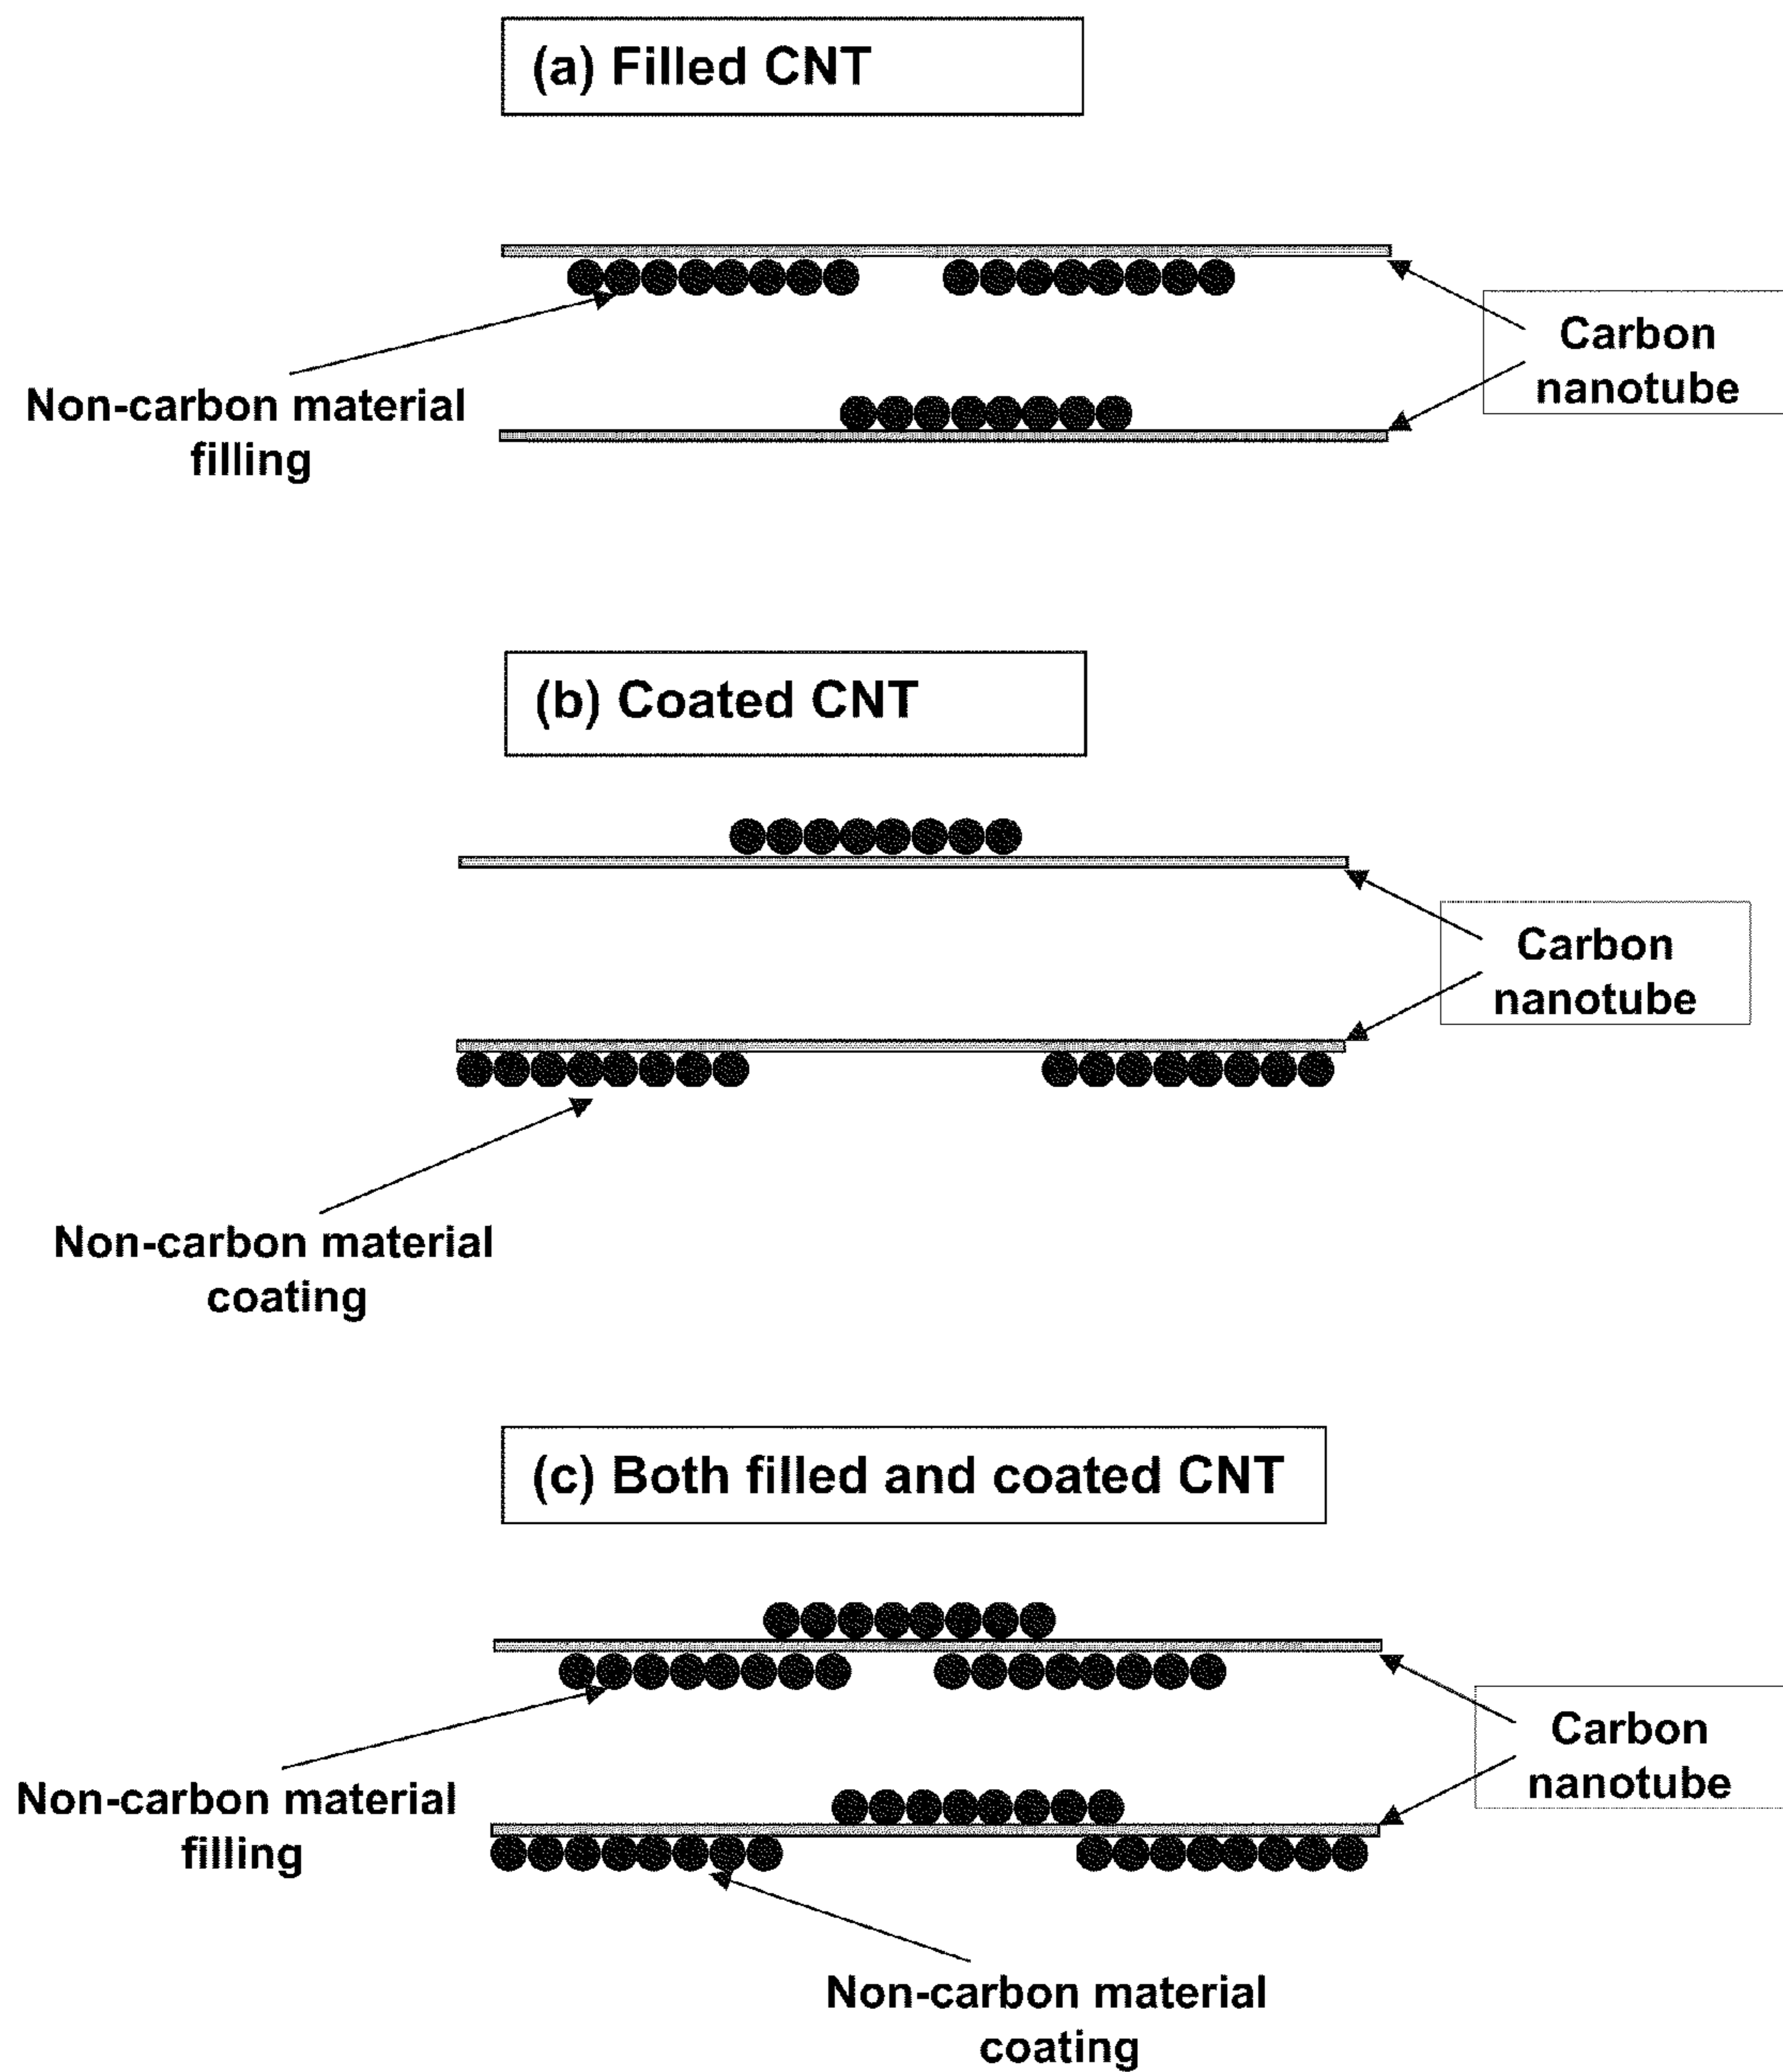 (a) Filled CNT
Carbon
nanotube
Non-carbon material
filling
(b) Coated CNT
Carbon
nanotube
Non-carbon material
coating
(c) Both filled and coated CNT
Carbon
nanotube
Non-carbon material
filling
Non-carbon material
coating